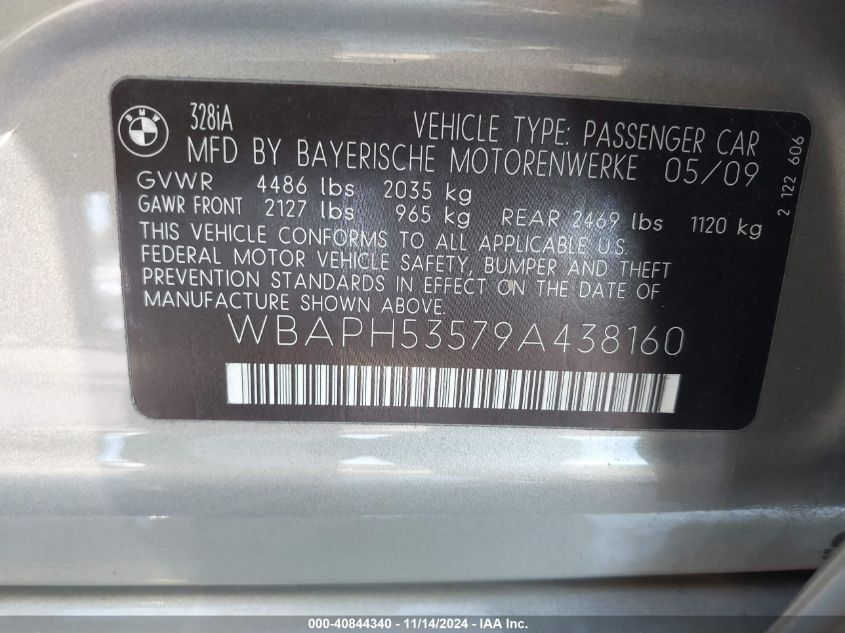 BMW
328iA
VEHICLE TYPE: PASSENGER CAR
MFD BY BAYERISCHE MOTORENWERKE 05/09
GVWR 4486 lbs 2035 kg
GAWR FRONT 2127 lbs 965 kg REAR 2469 lbs 1120 kg
THIS VEHICLE CONFORMS TO ALL APPLICABLE U.S.
FEDERAL MOTOR VEHICLE SAFETY, BUMPER AND THEFT
PREVENTION STANDARDS IN EFFECT ON THE DATE OF
MANUFACTURE SHOWN ABOVE.
WBAPH53579A438160
2 122 606
000-40844340 - 11/14/2024 - IAA Inc.